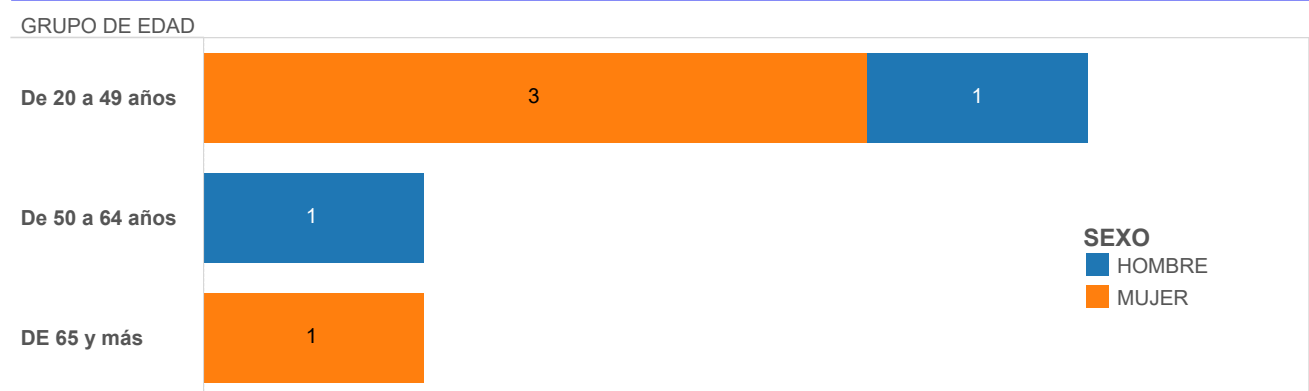 GRUPO DE EDAD
De 20 a 49 años
3
1
De 50 a 64 años
1
SEXO
HOMBRE
MUJER
DE 65 y más
1